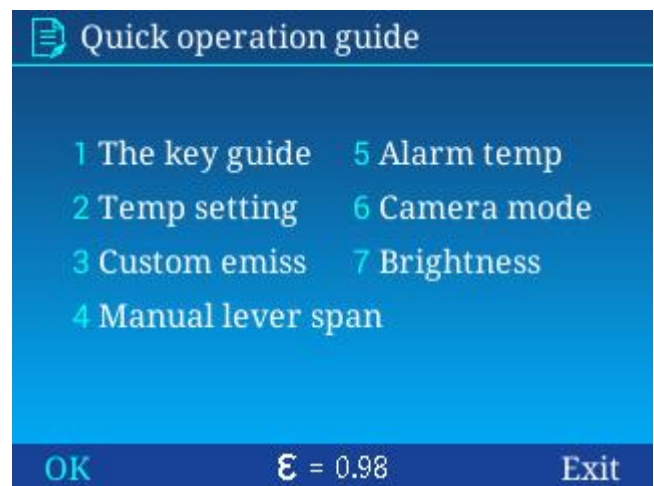 Quick operation guide
1 The key guide 5 Alarm temp
2 Temp setting 6 Camera mode
3 Custom emiss 7 Brightness
4 Manual lever span
OK ε = 0.98 Exit